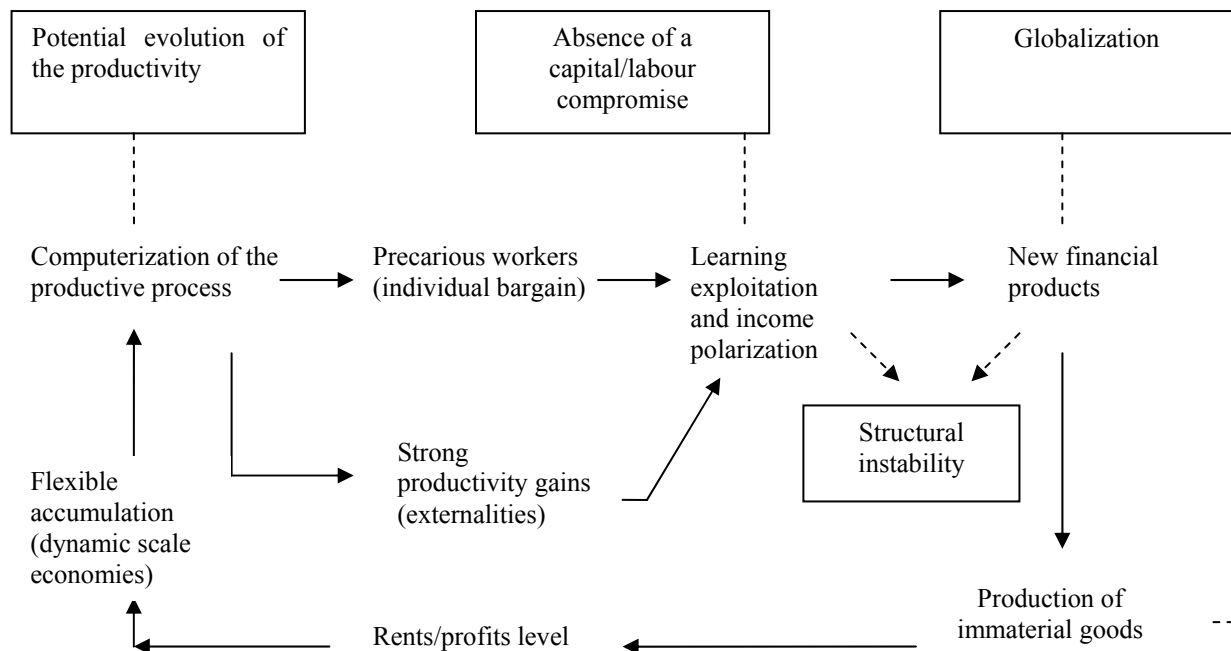 Potential evolution of
the productivity
Absence of a
capital/labour
compromise
Globalization
Computerization of the
productive process
Precarious workers
(individual bargain)
Learning
exploitation
and income
polarization
New financial
products
Structural
instability
Strong
productivity gains
(externalities)
Flexible
accumulation
(dynamic scale
economies)
Production of
immaterial goods
Rents/profits level